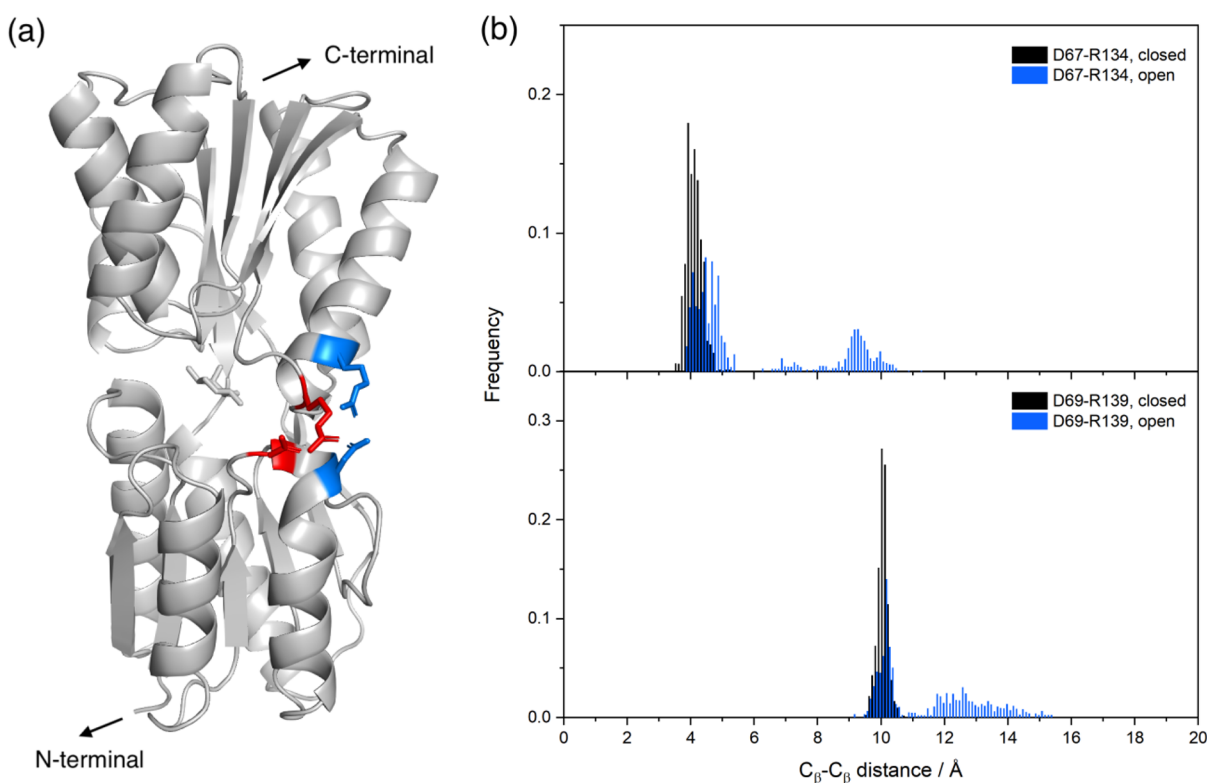 (a)
C-terminal
N-terminal
(b)
D67-R134, closed
D67-R134, open
0.2
0.1
0.0
Frequency
D69-R139, closed
D69-R139, open
0.3
0.2
0.1
0.0
0 2 4 6 8 10 12 14 16 18 20
Cβ-Cβ distance / Å